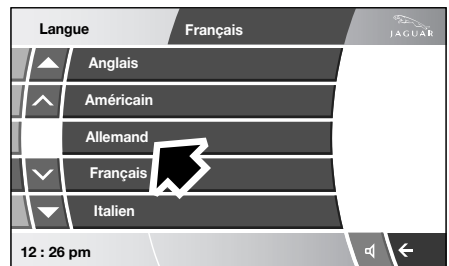 Langue Français JAGUAR
Anglais
Américain
Allemand
Français
Italien
12 : 26 pm